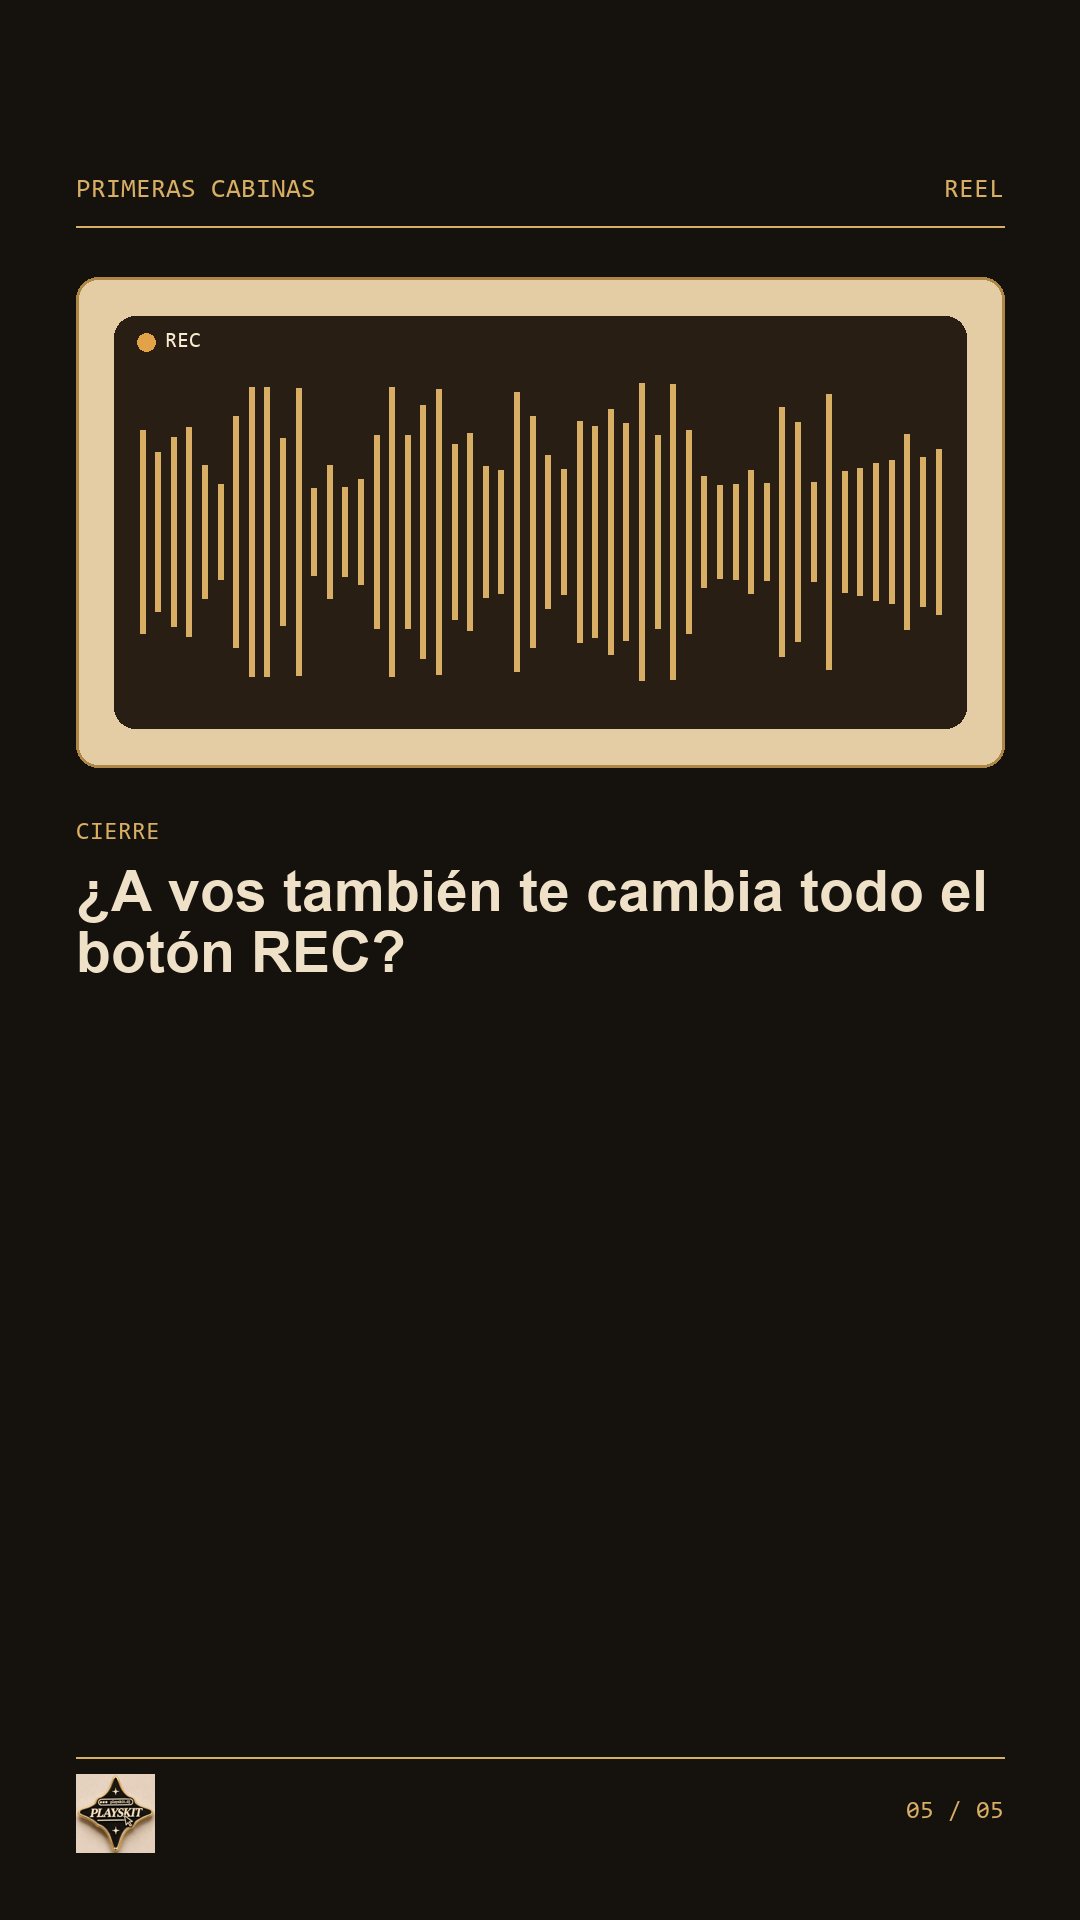 PRIMERAS CABINAS REEL
REC
CIERRE
¿A vos también te cambia todo el
botón REC?
PLAYSKIT
05 / 05